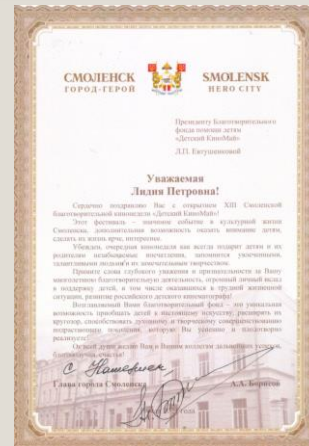 СМОЛЕНСК
ГОРОД-ГЕРОЙ
SMOLENSK
HERO CITY
Президенту Благотворительного
фонда помощи детям
«Детский КиноМай»
Л.П. Евтушенковой
Уважаемая
Лидия Петровна!
Сердечно поздравляю Вас с открытием XIII Смоленской
благотворительной кинонедели «Детский КиноМай»!
Этот фестиваль – значимое событие в культурной жизни
Смоленска, дополнительная возможность оказать внимание детям,
сделать их жизнь ярче, интереснее.
Убежден, очередная кинонеделя как всегда подарит детям и их
родителям незабываемые впечатления, запомнится увлеченными,
талантливыми людьми и их замечательным творчеством.
Примите слова глубокого уважения и признательности за Вашу
многолетнюю благотворительную деятельность, огромный личный вклад
в поддержку детей, в том числе оказавшихся в трудной жизненной
ситуации, развитие российского детского кинематографа!
Возглавляемый Вами благотворительный фонд – это уникальная
возможность приобщать детей к настоящему искусству, расширять их
кругозор, способствовать духовному и творческому совершенствованию
подрастающего поколения, которую Вы успешно и плодотворно
реализуете.
От всей души желаю Вам и Вашим коллегам дальнейших успехов,
благополучия, счастья!
С
Глава города Смоленска
А.А. Борисов
года